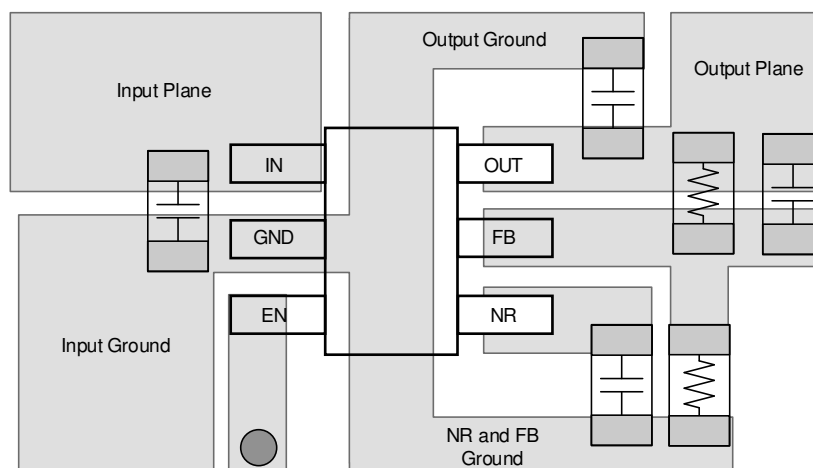 Output Ground
Output Plane
Input Plane
IN
OUT
GND
FB
EN
NR
Input Ground
NR and FB
Ground